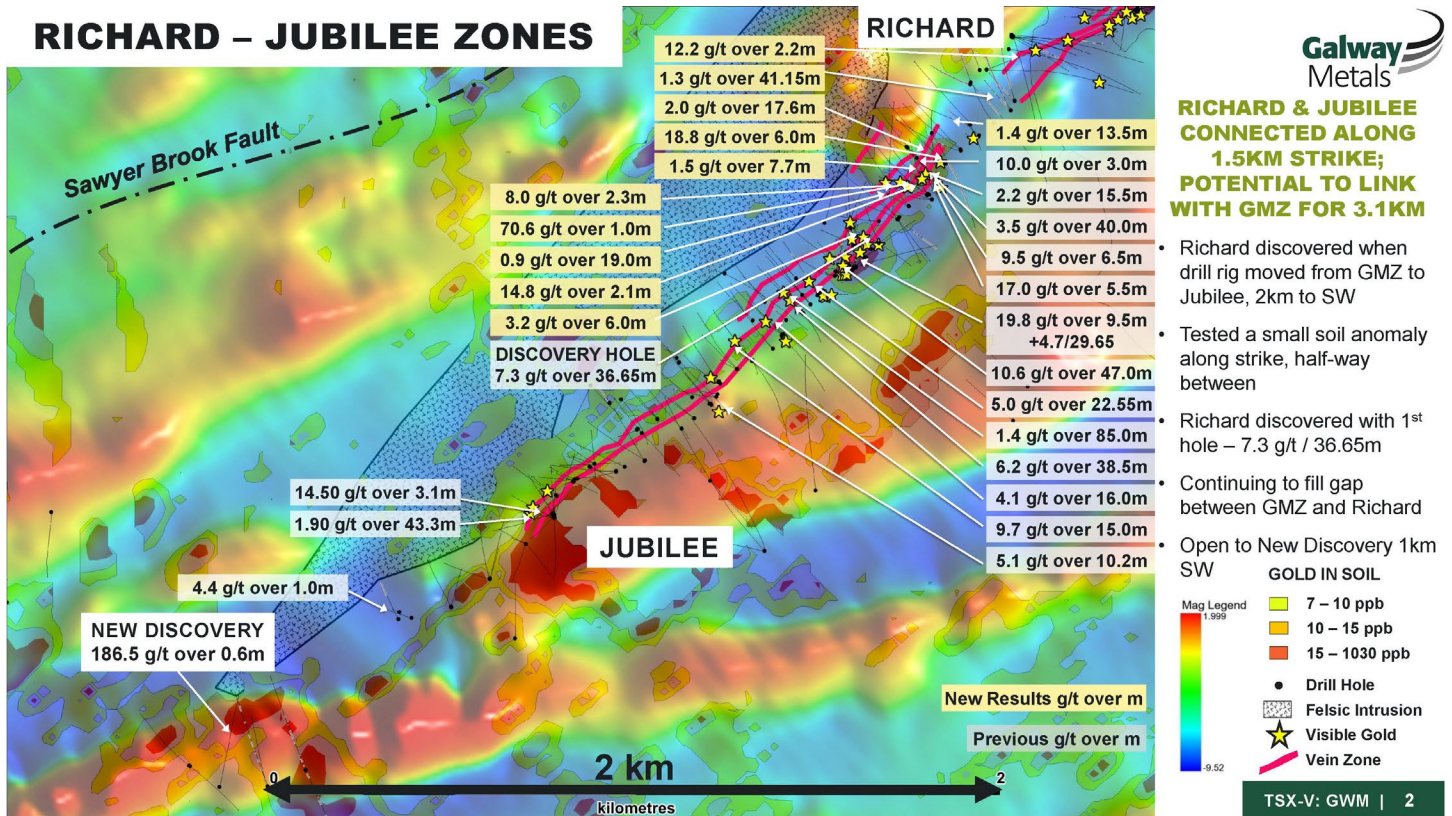 RICHARD – JUBILEE ZONES
RICHARD
Galway
Metals
RICHARD & JUBILEE
CONNECTED ALONG
1.5KM STRIKE;
POTENTIAL TO LINK
WITH GMZ FOR 3.1KM
• Richard discovered when
drill rig moved from GMZ to
Jubilee, 2km to SW
• Tested a small soil anomaly
along strike, half-way
between
• Richard discovered with 1st
hole – 7.3 g/t / 36.65m
• Continuing to fill gap
between GMZ and Richard
• Open to New Discovery 1km
SW
Sawyer Brook Fault
12.2 g/t over 2.2m
1.3 g/t over 41.15m
2.0 g/t over 17.6m
18.8 g/t over 6.0m
1.5 g/t over 7.7m
8.0 g/t over 2.3m
70.6 g/t over 1.0m
0.9 g/t over 19.0m
14.8 g/t over 2.1m
3.2 g/t over 6.0m
DISCOVERY HOLE
7.3 g/t over 36.65m
1.4 g/t over 13.5m
10.0 g/t over 3.0m
2.2 g/t over 15.5m
3.5 g/t over 40.0m
9.5 g/t over 6.5m
17.0 g/t over 5.5m
19.8 g/t over 9.5m
+4.7/29.65
10.6 g/t over 47.0m
5.0 g/t over 22.55m
1.4 g/t over 85.0m
6.2 g/t over 38.5m
4.1 g/t over 16.0m
9.7 g/t over 15.0m
5.1 g/t over 10.2m
14.50 g/t over 3.1m
1.90 g/t over 43.3m
JUBILEE
4.4 g/t over 1.0m
NEW DISCOVERY
186.5 g/t over 0.6m
New Results g/t over m
Previous g/t over m
2 km
0
2
kilometres
Mag Legend
1.999
-9.52
GOLD IN SOIL
7 – 10 ppb
10 – 15 ppb
15 – 1030 ppb
Drill Hole
Felsic Intrusion
Visible Gold
Vein Zone
TSX-V: GWM | 2